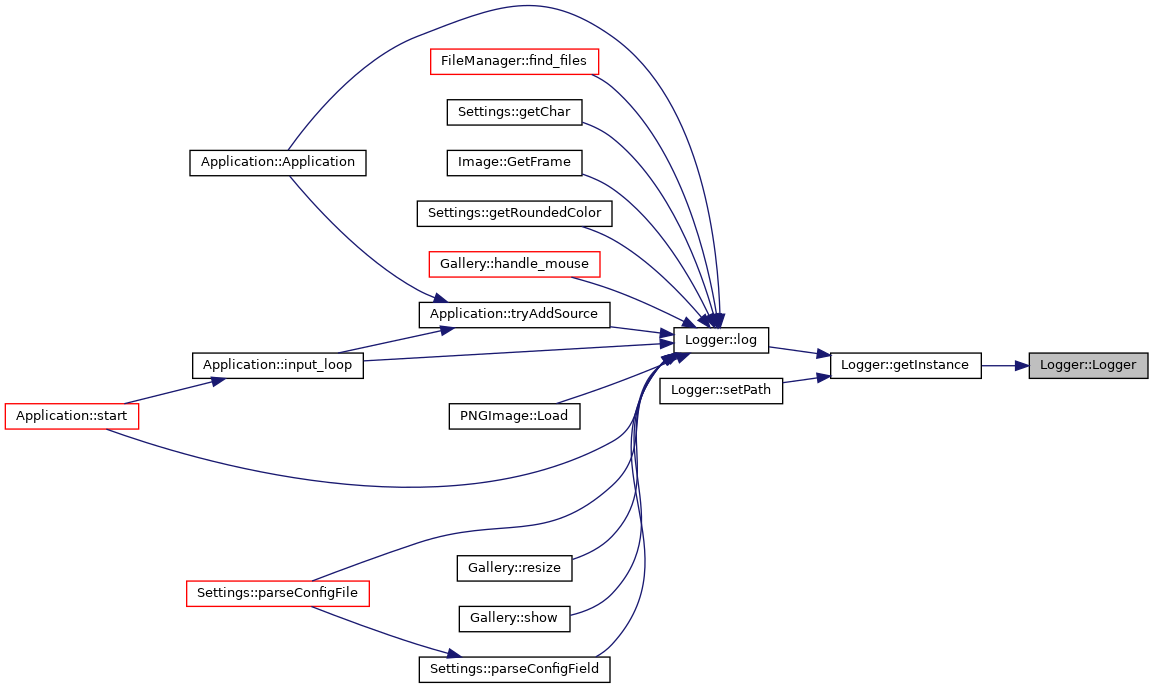 FileManager::find_files
Settings::getChar
Application::Application
Image::GetFrame
Settings::getRoundedColor
Gallery::handle_mouse
Application::tryAddSource
Logger::log
Application::input_loop
Logger::getInstance
Logger::Logger
Logger::setPath
Application::start
PNGImage::Load
Gallery::resize
Settings::parseConfigFile
Gallery::show
Settings::parseConfigField